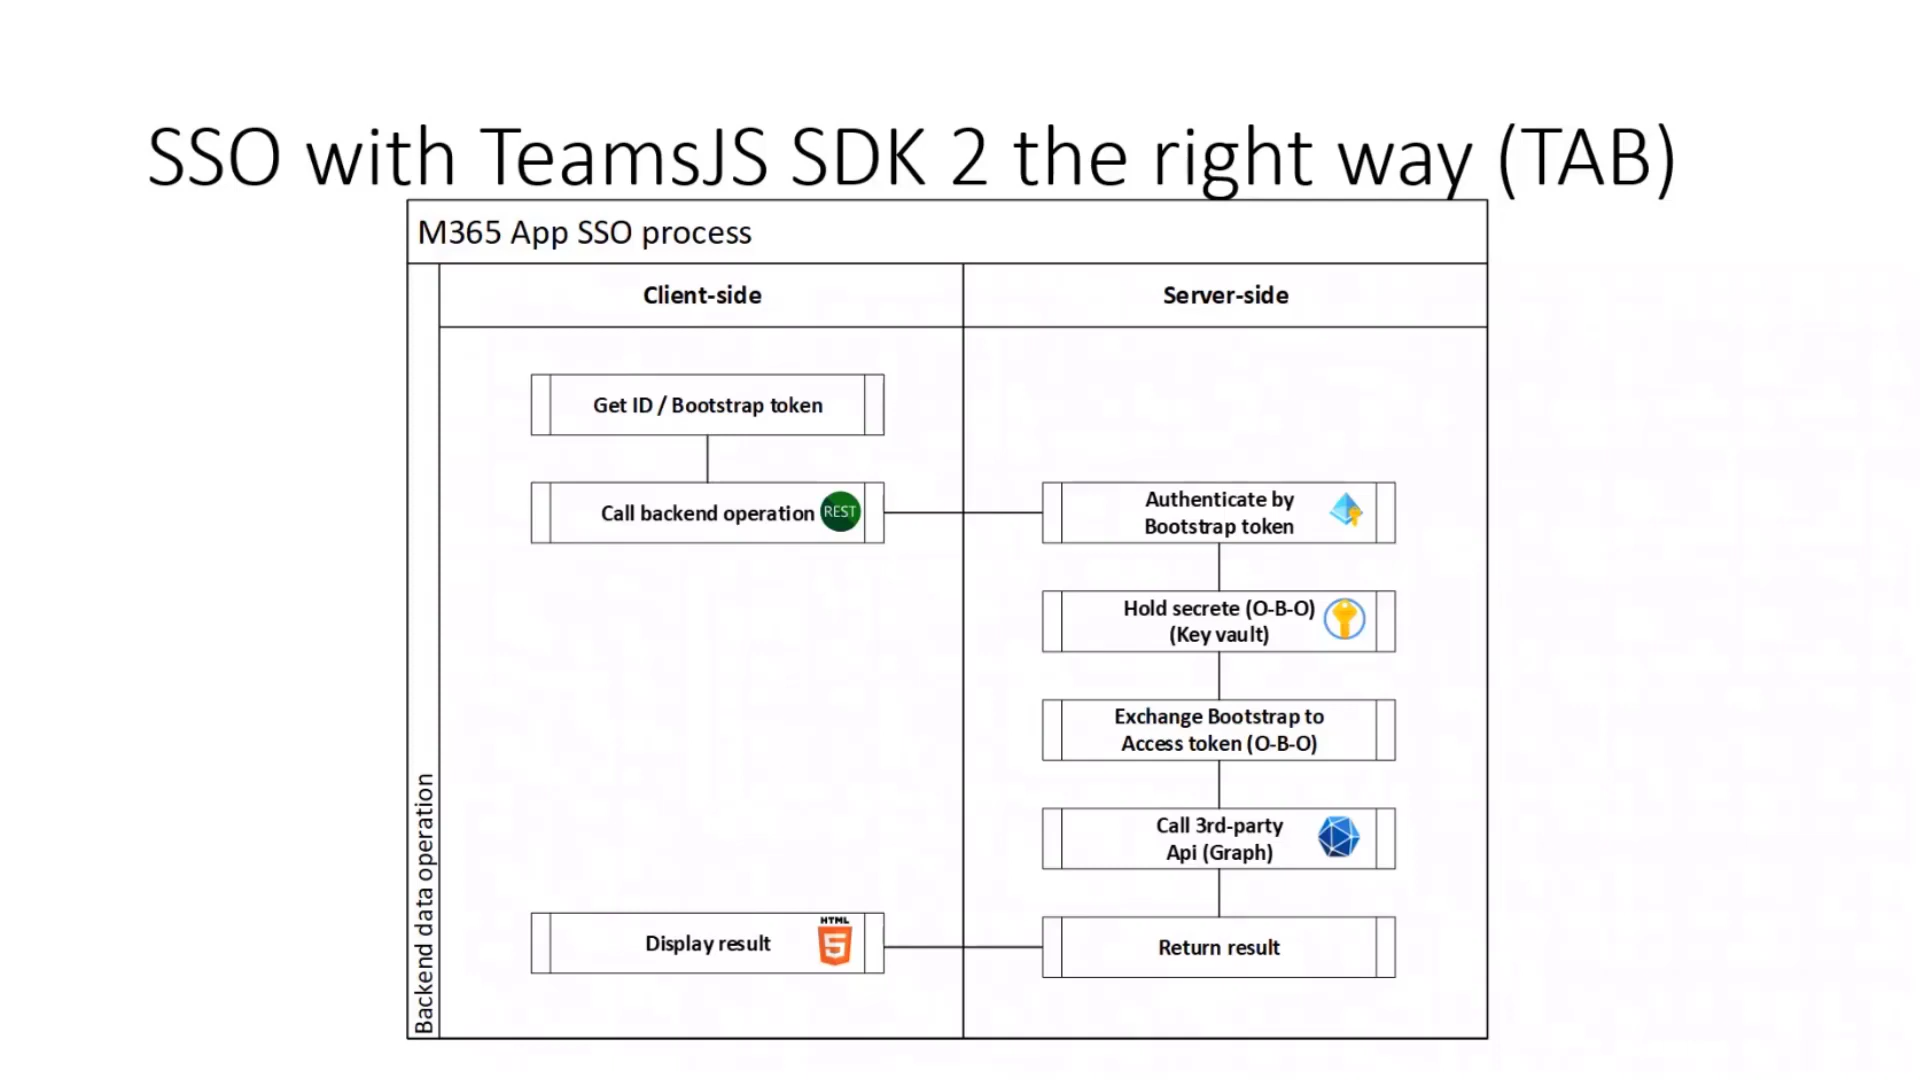 SSO with TeamsJS SDK 2 the right way (TAB)
M365 App SSO process
Client-side
Server-side
Get ID / Bootstrap token
Call backend operation
REST
Authenticate by
Bootstrap token
Hold secrete (O-B-O)
(Key vault)
Exchange Bootstrap to
Access token (O-B-O)
Call 3rd-party
Api (Graph)
Display result
HTML
5
Return result
Backend data operation